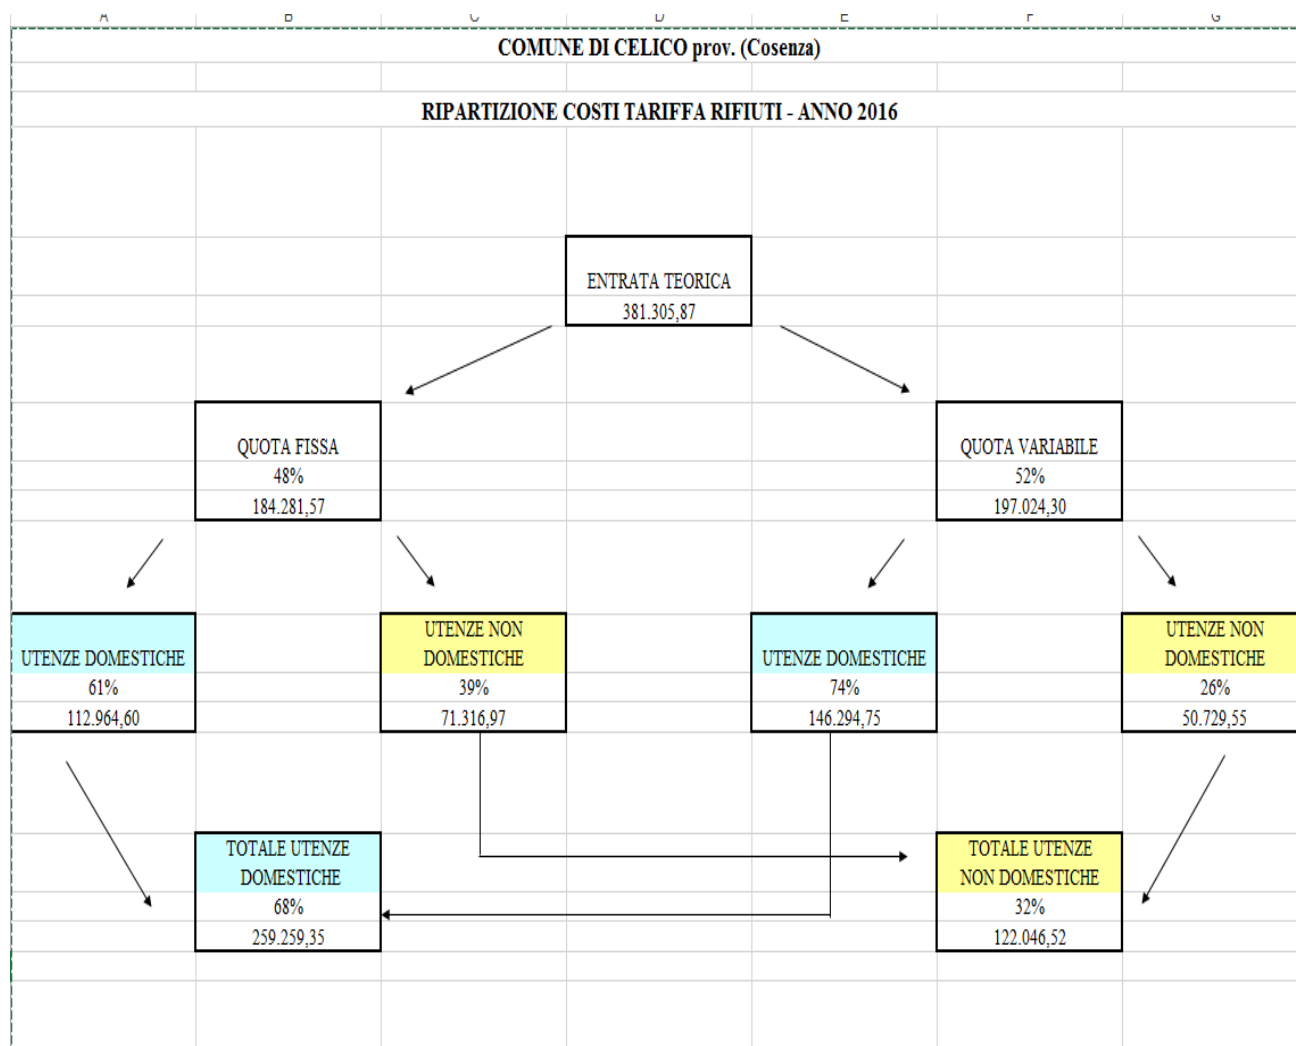 A B C D E F G
COMUNE DI CELICO prov. (Cosenza)
RIPARTIZIONE COSTI TARIFFA RIFIUTI - ANNO 2016
ENTRATA TEORICA
381.305,87
QUOTA FISSA
48%
184.281,57
QUOTA VARIABILE
52%
197.024,30
UTENZE DOMESTICHE
61%
112.964,60
UTENZE NON
DOMESTICHE
39%
71.316,97
UTENZE DOMESTICHE
74%
146.294,75
UTENZE NON
DOMESTICHE
26%
50.729,55
TOTALE UTENZE
DOMESTICHE
68%
259.259,35
TOTALE UTENZE
NON DOMESTICHE
32%
122.046,52